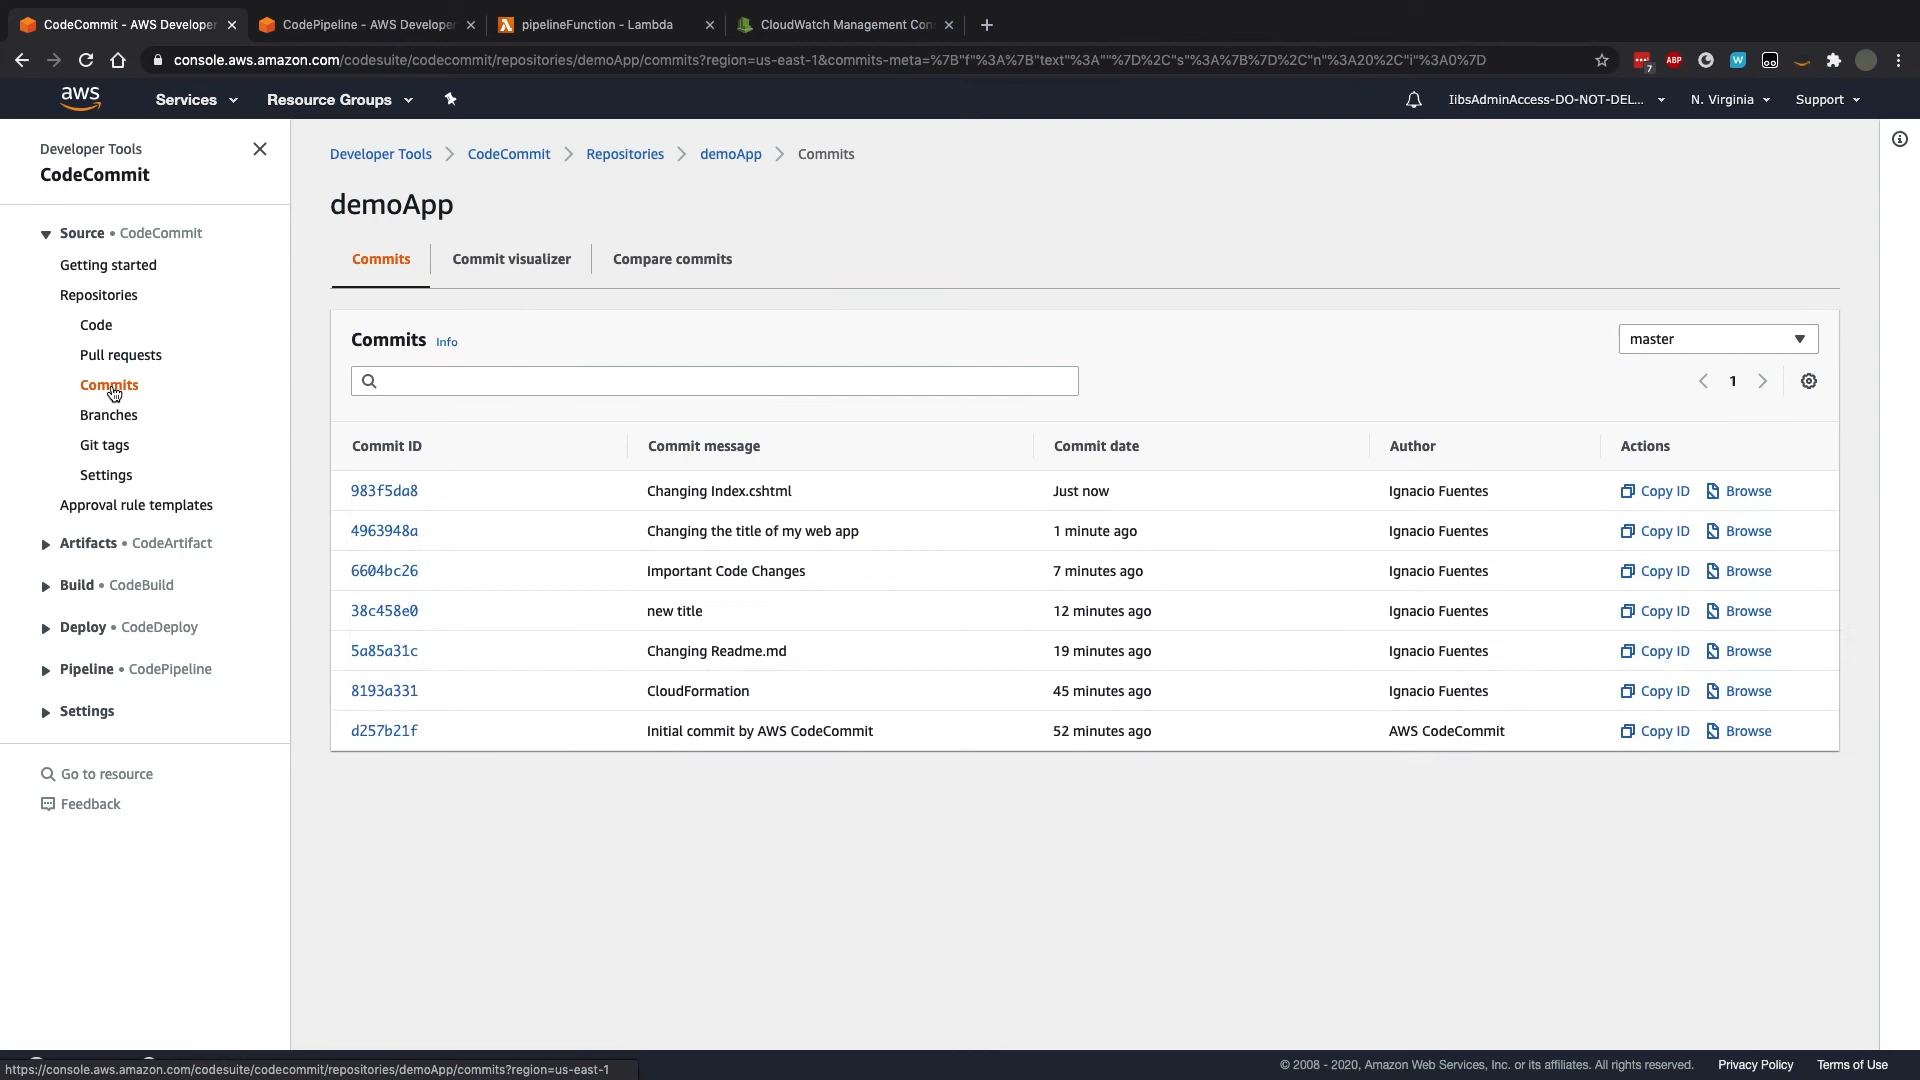 CodeCommit - AWS Developer
CodePipeline - AWS Developer
pipelineFunction - Lambda
CloudWatch Management Con
console.aws.amazon.com/codesuite/codecommit/repositories/demoApp/commits?region=us-east-1&commits-meta=%7B"f"%3A%7B"text"%3A""%7D%2C"s"%3A%7B%7D%2C"n"%3A20%2C"i"%3A0%7D
7
ABP
W
aws
Services
Resource Groups
IibsAdminAccess-DO-NOT-DEL...
N. Virginia
Support
Developer Tools
CodeCommit
Source • CodeCommit
Getting started
Repositories
Code
Pull requests
Commits
Branches
Git tags
Settings
Approval rule templates
Artifacts • CodeArtifact
Build • CodeBuild
Deploy • CodeDeploy
Pipeline • CodePipeline
Settings
Go to resource
Feedback
Developer Tools > CodeCommit > Repositories > demoApp > Commits
demoApp
Commits
Commit visualizer
Compare commits
Commits Info
master
1
Commit ID Commit message Commit date Author Actions
983f5da8 Changing Index.cshtml Just now Ignacio Fuentes Copy ID Browse
4963948a Changing the title of my web app 1 minute ago Ignacio Fuentes Copy ID Browse
6604bc26 Important Code Changes 7 minutes ago Ignacio Fuentes Copy ID Browse
38c458e0 new title 12 minutes ago Ignacio Fuentes Copy ID Browse
5a85a31c Changing Readme.md 19 minutes ago Ignacio Fuentes Copy ID Browse
8193a331 CloudFormation 45 minutes ago Ignacio Fuentes Copy ID Browse
d257b21f Initial commit by AWS CodeCommit 52 minutes ago AWS CodeCommit Copy ID Browse
https://console.aws.amazon.com/codesuite/codecommit/repositories/demoApp/commits?region=us-east-1
© 2008 - 2020, Amazon Web Services, Inc. or its affiliates. All rights reserved. Privacy Policy Terms of Use